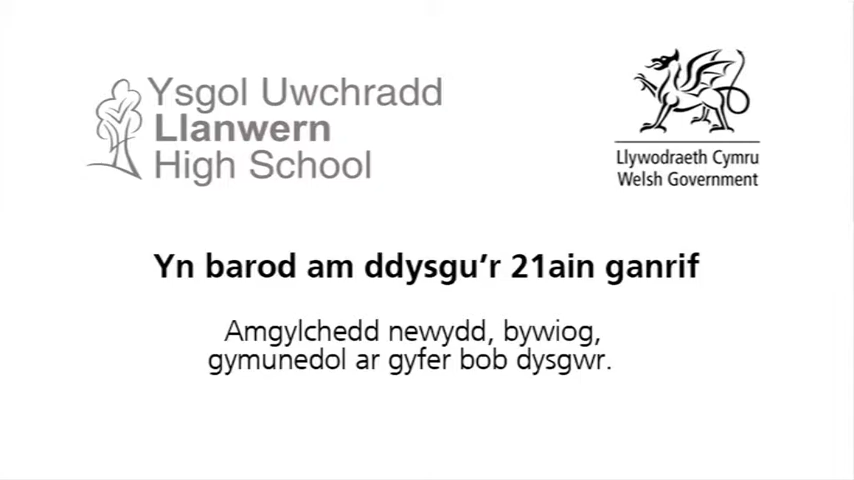 Ysgol Uwchradd
Llanwern
High School
Llywodraeth Cymru
Welsh Government
Yn barod am ddysgu’r 21ain ganrif
Amgylchedd newydd, bywiog,
gymunedol ar gyfer bob dysgwr.